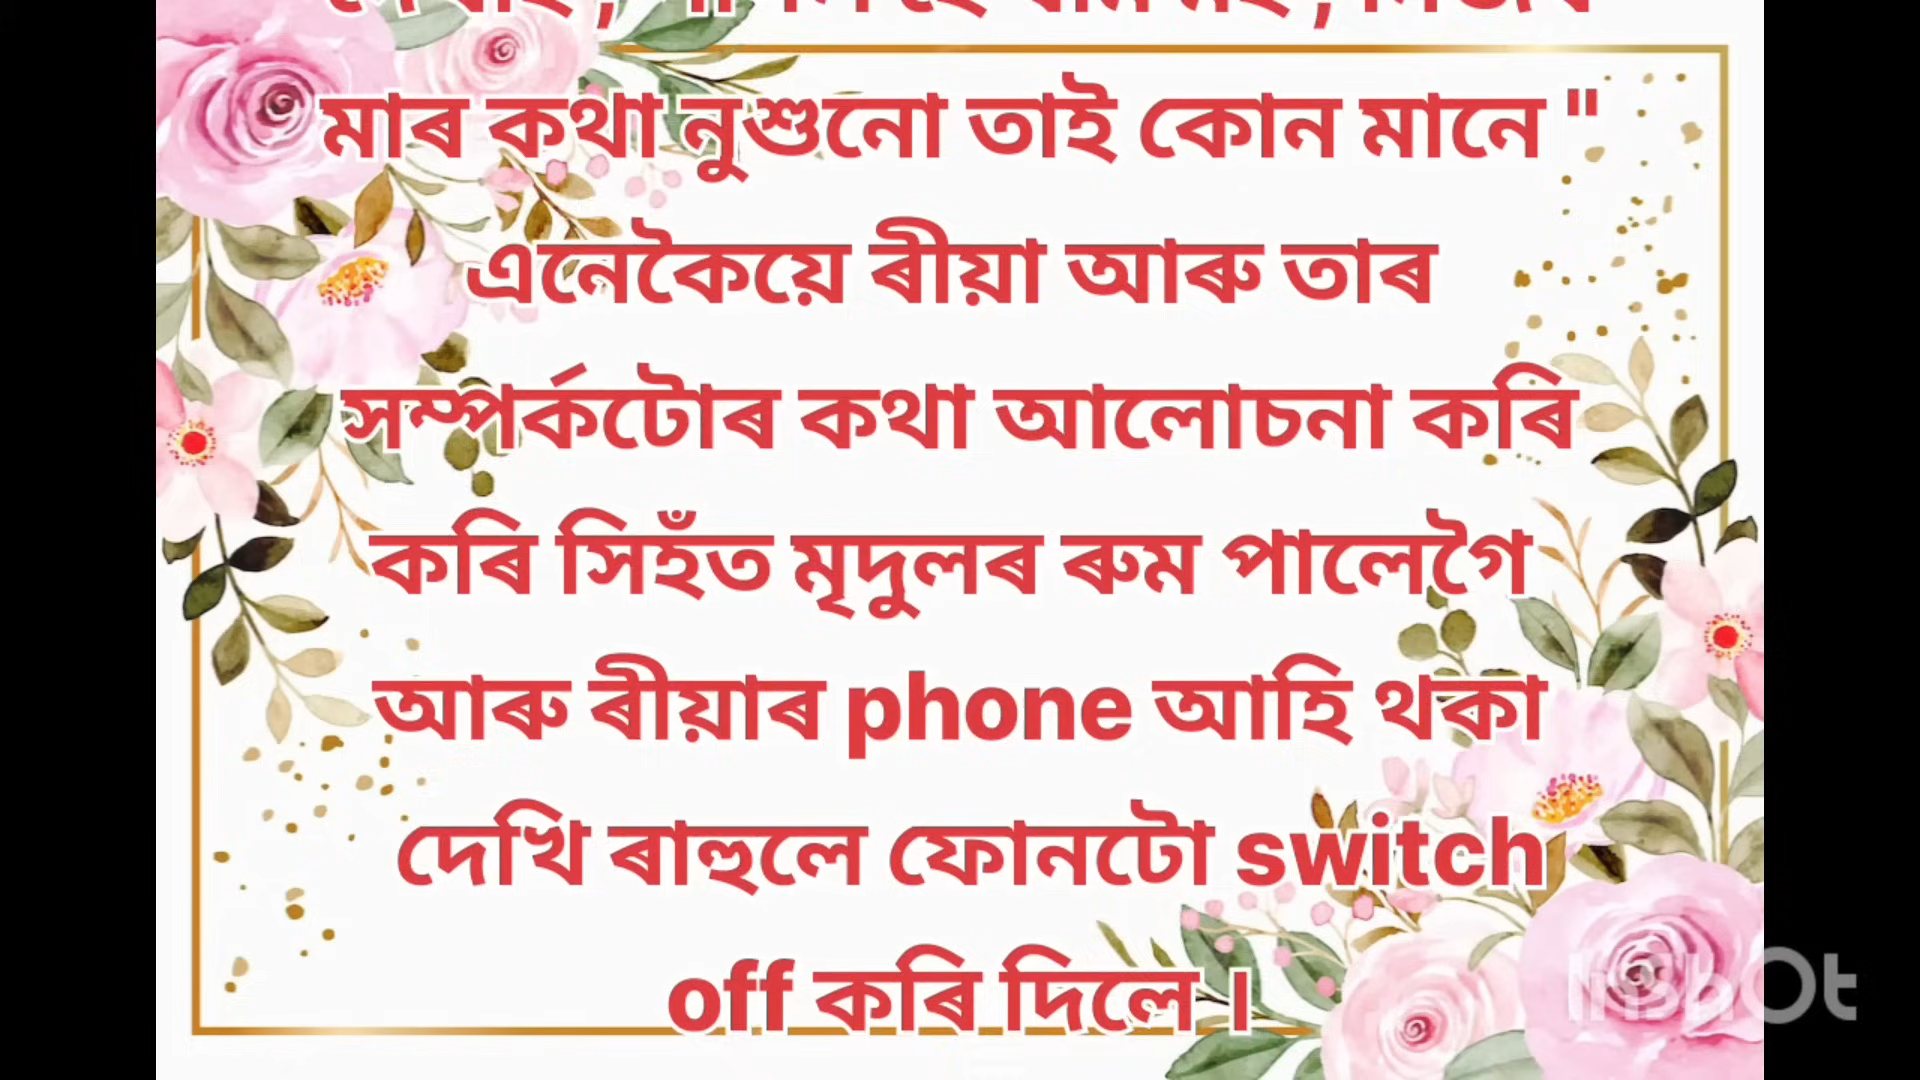 মাৰ কথা নুশুনো তাই কোন মানে "
এনেকৈয়ে ৰীয়া আৰু তাৰ
সম্পৰ্কটোৰ কথা আলোচনা কৰি
কৰি সিহঁত মৃদুলৰ ৰুম পালেগৈ
আৰু ৰীয়াৰ phone আহি থকা
দেখি ৰাহুলে ফোনটো switch
off কৰি দিলে ।
InShOt